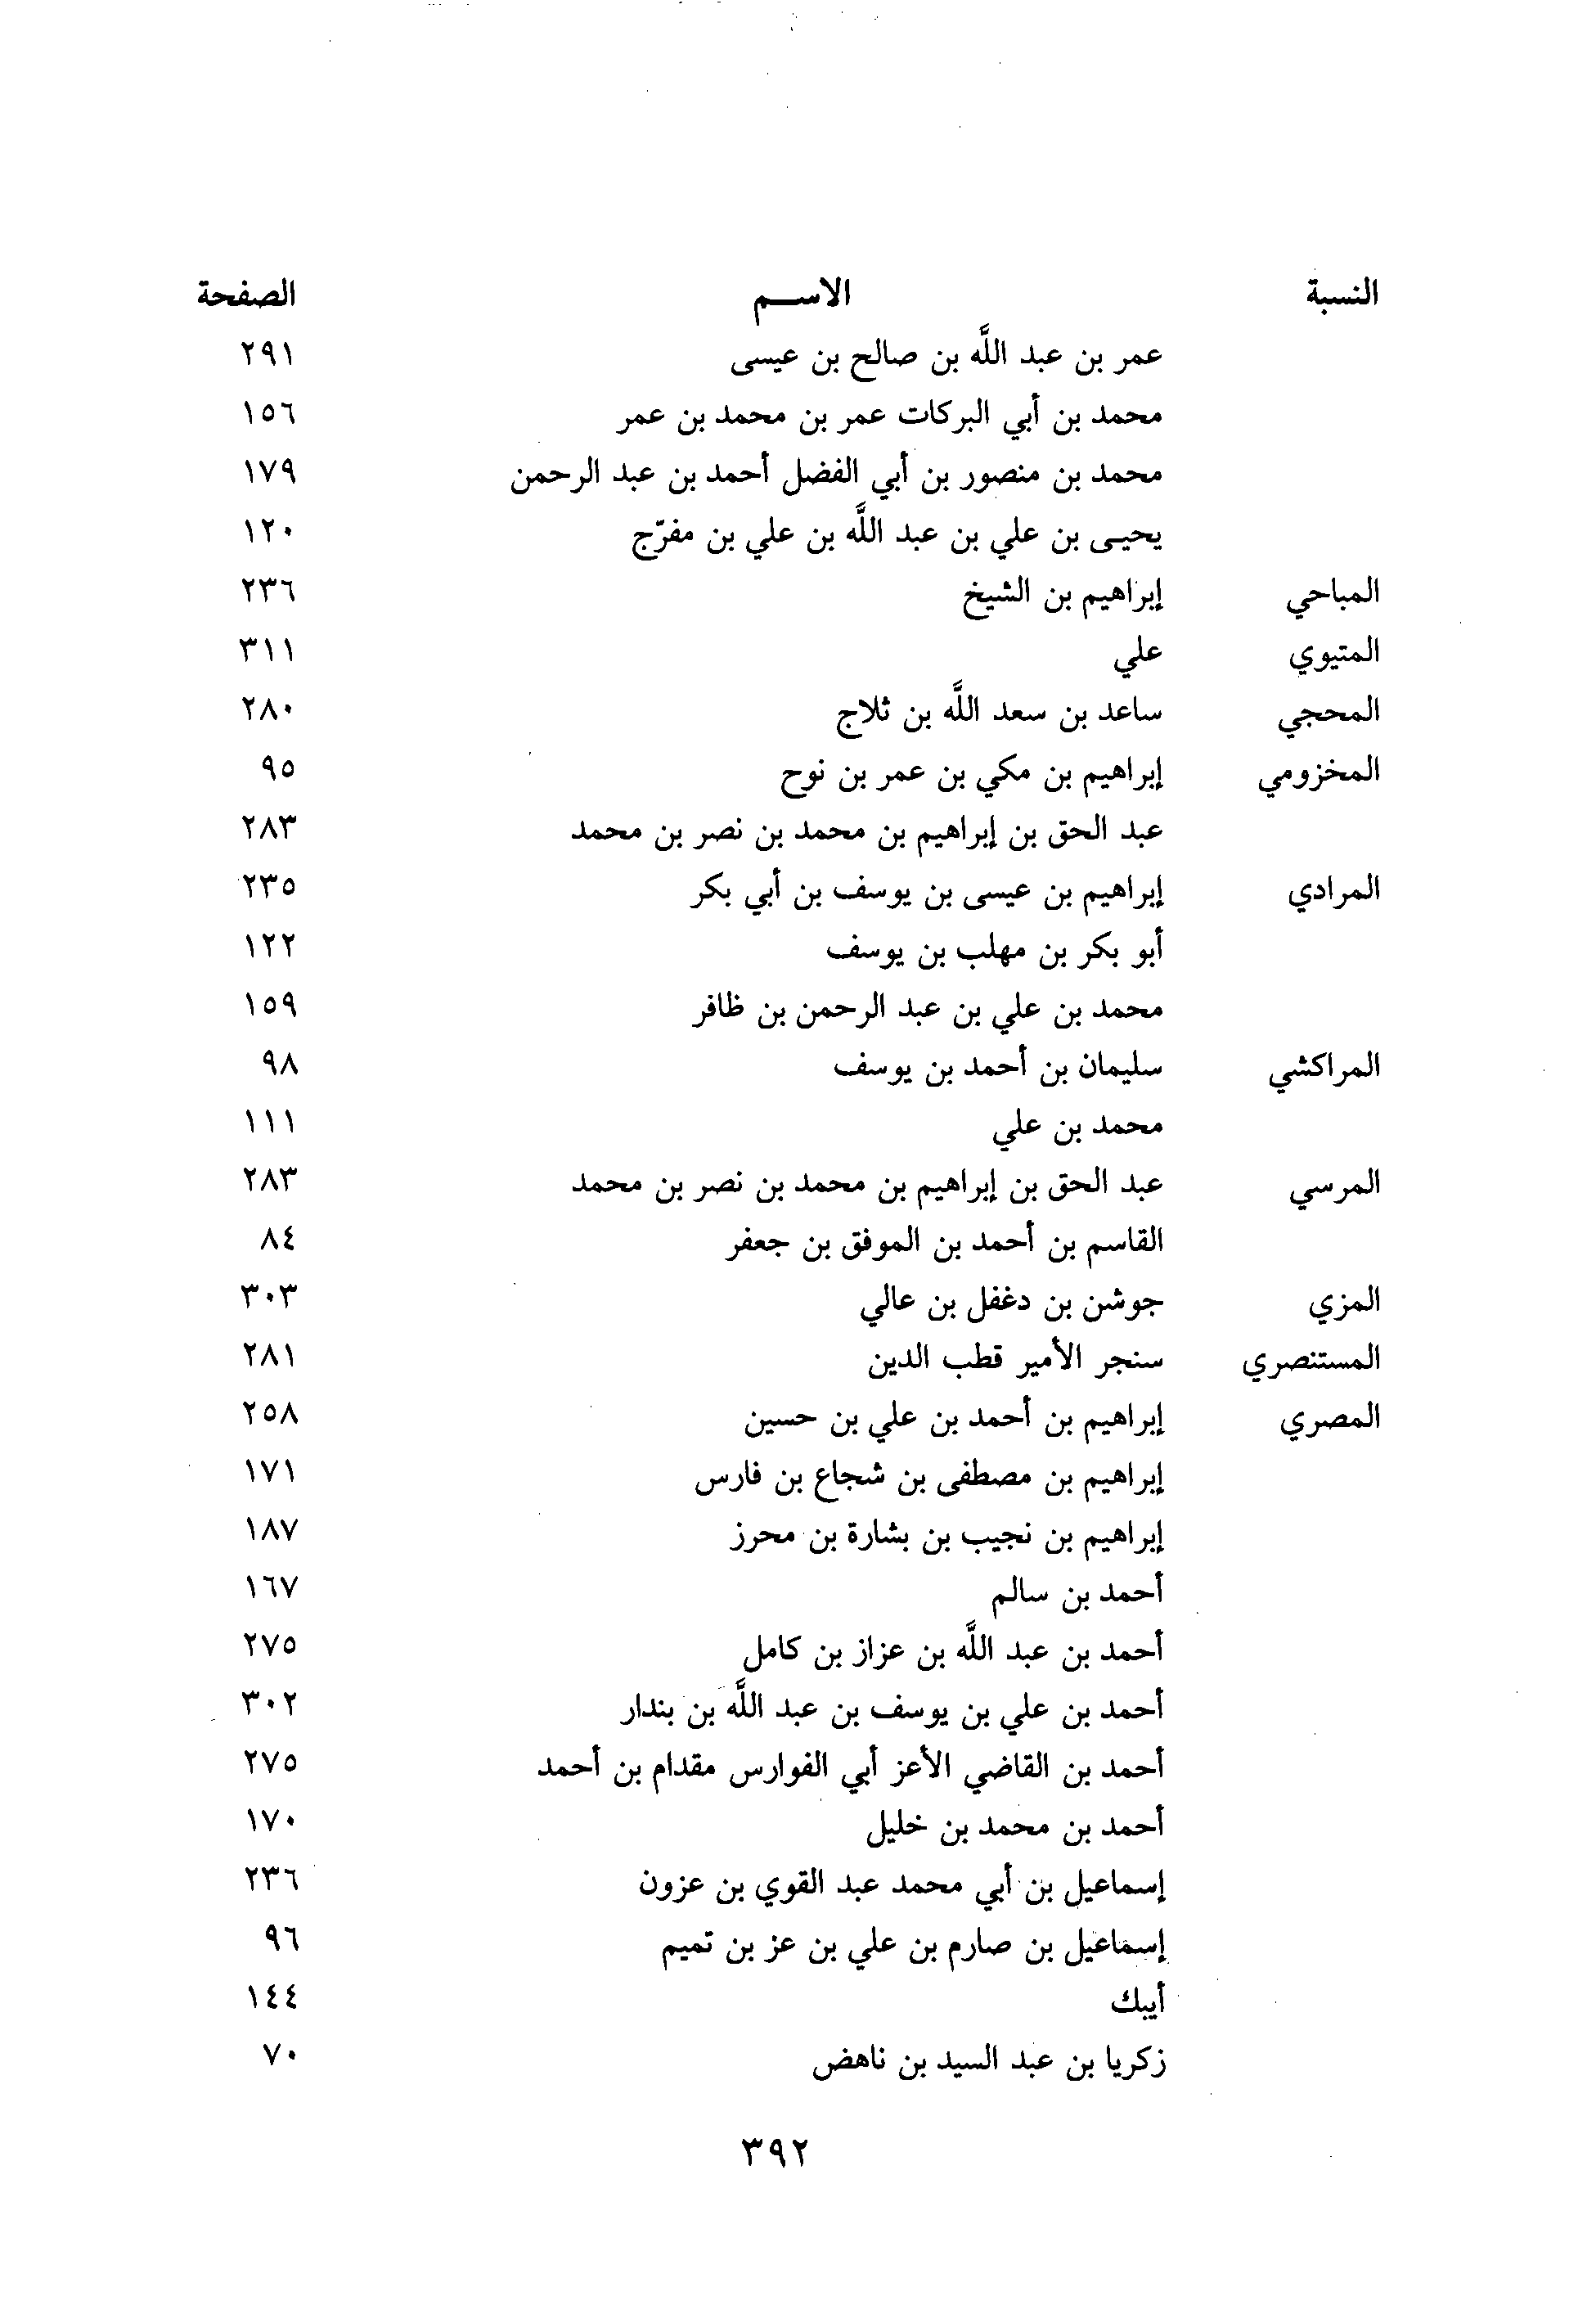 النسبة الاســم الصفحة
عمر بن عبد اللَّه بن صالح بن عيسى ٢٩١
محمد بن أبي البركات عمر بن محمد بن عمر ١٥٦
محمد بن منصور بن أبي الفضل أحمد بن عبد الرحمن ١٧٩
يحيـى بن علي بن عبد اللَّه بن علي بن مفرّج ١٢٠
المباحي إبراهيم بن الشيخ ٢٣٦
المتيوي علي ٣١١
المحجي ساعد بن سعد اللَّه بن ثلاج ٢٨٠
المخزومي إبراهيم بن مكي بن عمر بن نوح ٩٥
عبد الحق بن إبراهيم بن محمد بن نصر بن محمد ٢٨٣
المرادي إبراهيم بن عيسى بن يوسف بن أبي بكر ٢٣٥
أبو بكر بن مهلب بن يوسف ١٢٢
محمد بن علي بن عبد الرحمن بن ظافر ١٥٩
المراكشي سليمان بن أحمد بن يوسف ٩٨
محمد بن علي ١١١
المرسي عبد الحق بن إبراهيم بن محمد بن نصر بن محمد ٢٨٣
القاسم بن أحمد بن الموفق بن جعفر ٨٤
المزي جوشن بن دغفل بن عالي ٣٠٣
المستنصري سنجر الأمير قطب الدين ٢٨١
المصري إبراهيم بن أحمد بن علي بن حسين ٢٥٨
إبراهيم بن مصطفى بن شجاع بن فارس ١٧١
إبراهيم بن نجيب بن بشارة بن محرز ١٨٧
أحمد بن سالم ١٦٧
أحمد بن عبد اللَّه بن عزاز بن كامل ٢٧٥
أحمد بن علي بن يوسف بن عبد اللَّه بن بندار ٣٠٢
أحمد بن القاضي الأعز أبي الفوارس مقدام بن أحمد ٢٧٥
أحمد بن محمد بن خليل ١٧٠
إسماعيل بن أبي محمد عبد القوي بن عزون ٢٣٦
إسماعيل بن صارم بن علي بن عز بن تميم ٩٦
أيبك ١٤٤
زكريا بن عبد السيد بن ناهض ٧٠
٣٩٢